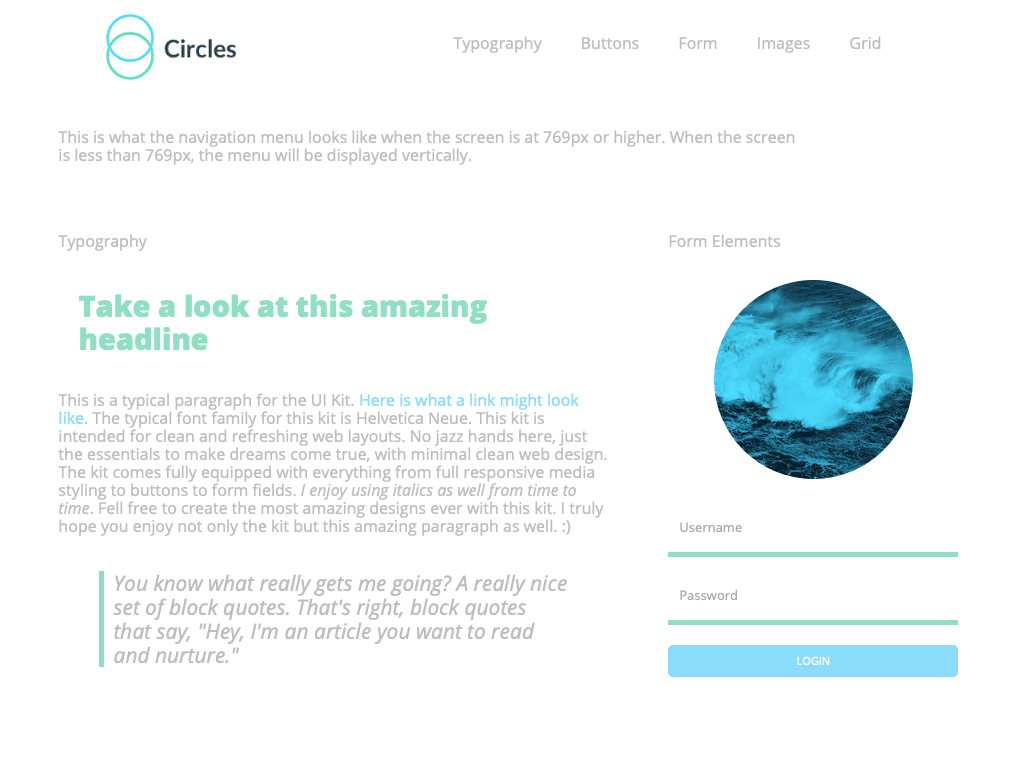 Circles
Typography Buttons Form Images Grid
This is what the navigation menu looks like when the screen is at 769px or higher. When the screen
is less than 769px, the menu will be displayed vertically.
Typography
Take a look at this amazing
headline
This is a typical paragraph for the UI Kit. Here is what a link might look
like. The typical font family for this kit is Helvetica Neue. This kit is
intended for clean and refreshing web layouts. No jazz hands here, just
the essentials to make dreams come true, with minimal clean web design.
The kit comes fully equipped with everything from full responsive media
styling to buttons to form fields. I enjoy using italics as well from time to
time. Fell free to create the most amazing designs ever with this kit. I truly
hope you enjoy not only the kit but this amazing paragraph as well. :)
You know what really gets me going? A really nice
set of block quotes. That's right, block quotes
that say, "Hey, I'm an article you want to read
and nurture."
Form Elements
Username
Password
LOGIN